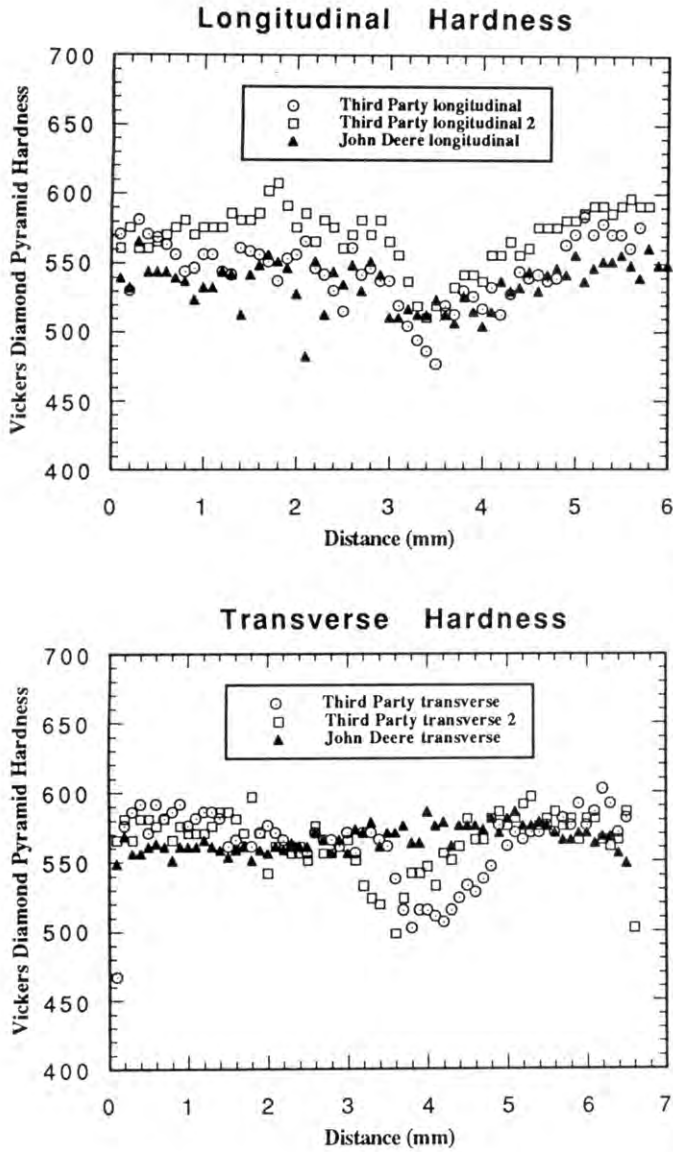 Longitudinal Hardness
700
650
600
550
500
450
400
Vickers Diamond Pyramid Hardness
Third Party longitudinal
Third Party longitudinal 2
John Deere longitudinal
0 1 2 3 4 5 6
Distance (mm)
Transverse Hardness
700
650
600
550
500
450
400
Vickers Diamond Pyramid Hardness
Third Party transverse
Third Party transverse 2
John Deere transverse
0 1 2 3 4 5 6 7
Distance (mm)